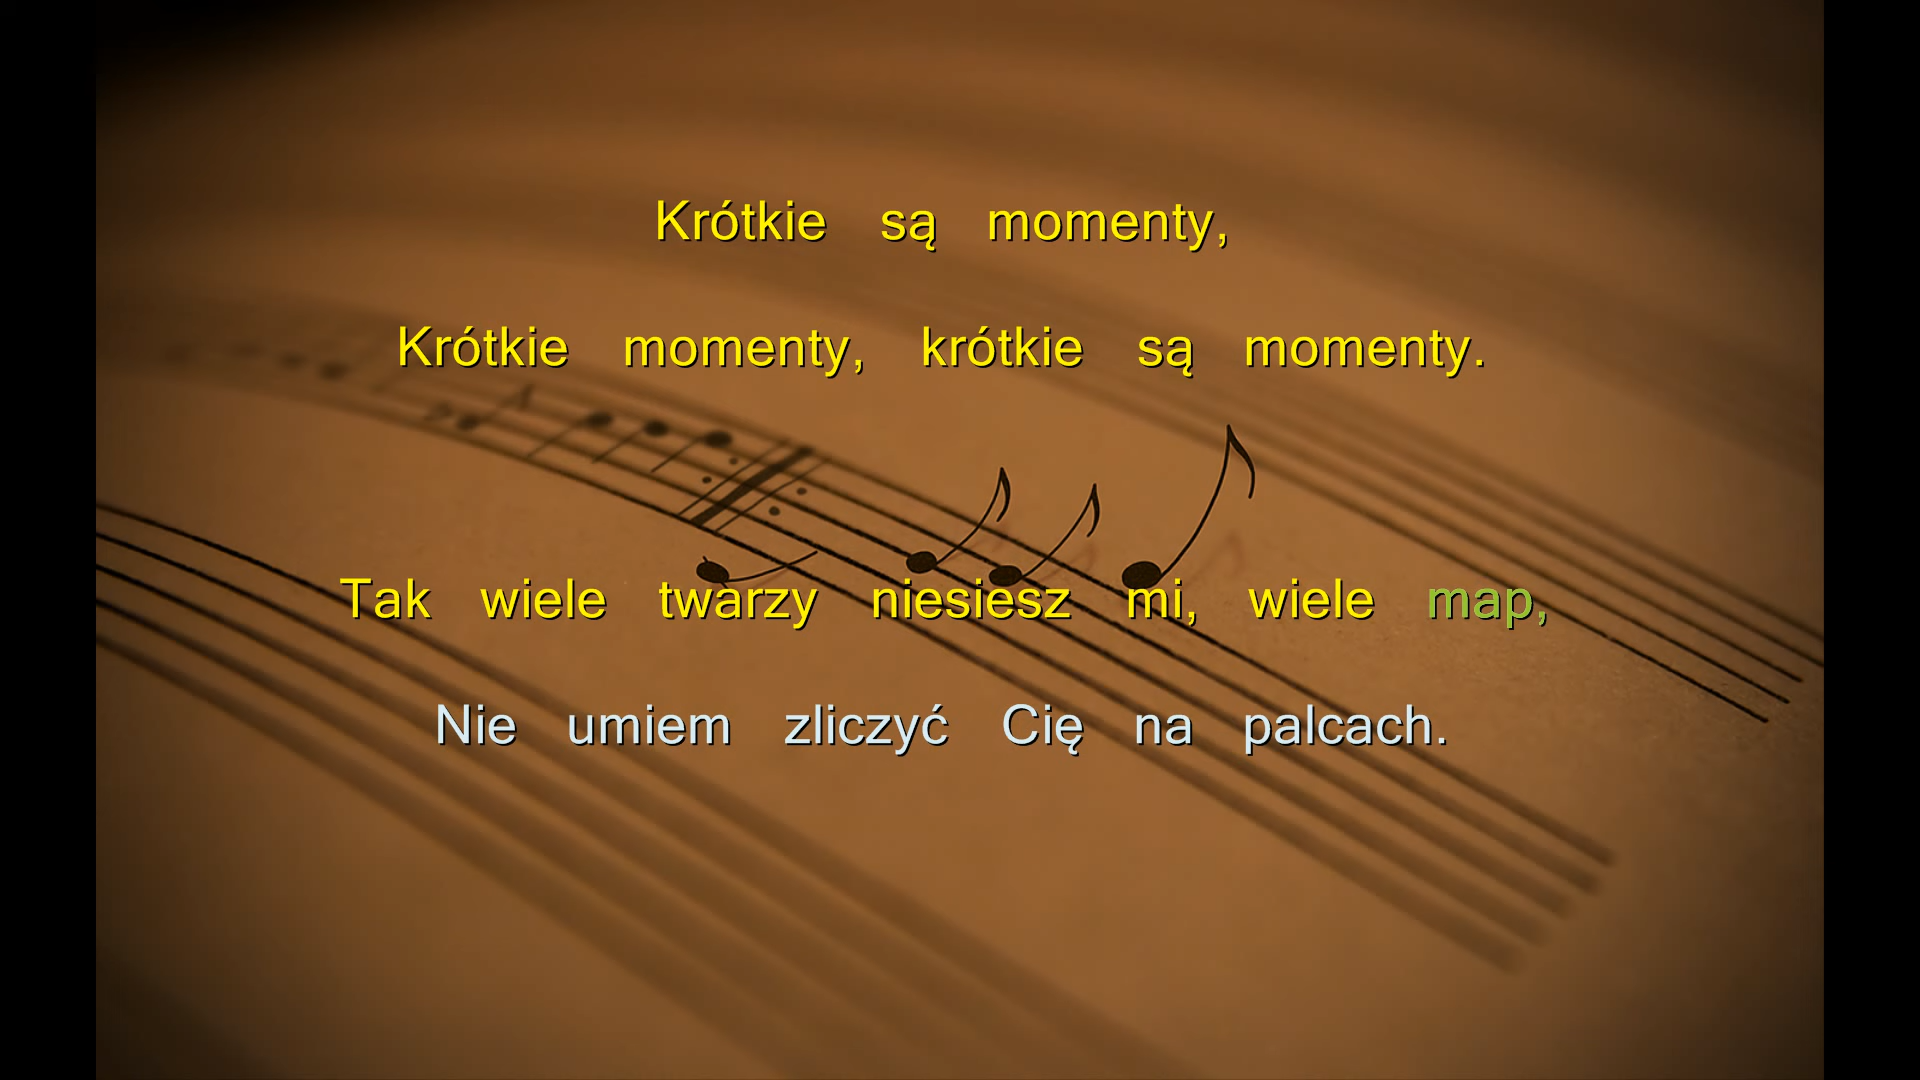 Krótkie są momenty,
Krótkie momenty, krótkie są momenty.
Tak wiele twarzy niesiesz mi, wiele map,
Nie umiem zliczyć Cię na palcach.